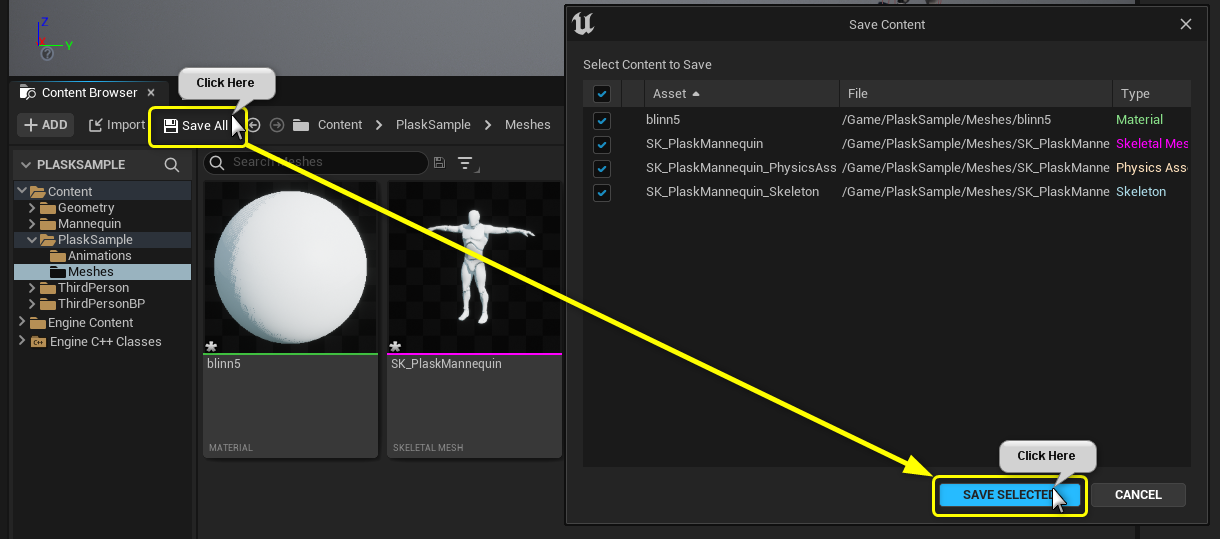 Z
Y
Click Here
Content Browser
ADD
Import
Save All
Content
PlaskSample
Meshes
PLASKSAMPLE
Search Meshes
Content
Geometry
Mannequin
PlaskSample
Animations
Meshes
ThirdPerson
ThirdPersonBP
Engine Content
Engine C++ Classes
blinn5
MATERIAL
SK_PlaskMannequin
SKELETAL MESH
Save Content
Select Content to Save
Asset File Type
blinn5 /Game/PlaskSample/Meshes/blinn5 Material
SK_PlaskMannequin /Game/PlaskSample/Meshes/SK_PlaskManne Skeletal Mes
SK_PlaskMannequin_PhysicsAss /Game/PlaskSample/Meshes/SK_PlaskManne Physics Ass
SK_PlaskMannequin_Skeleton /Game/PlaskSample/Meshes/SK_PlaskManne Skeleton
Click Here
SAVE SELECTED
CANCEL